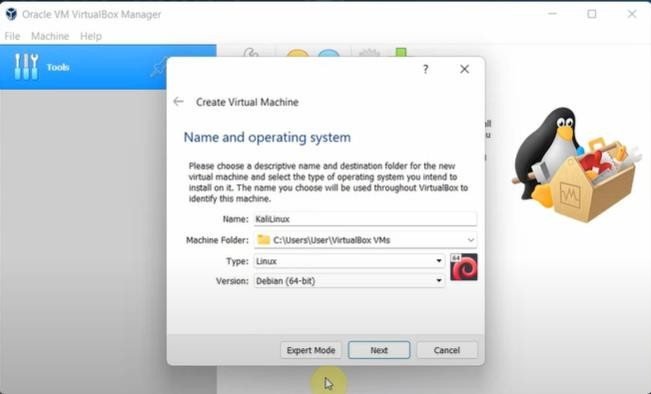 Oracle VM VirtualBox Manager
File Machine Help
Tools
?
Create Virtual Machine
Name and operating system
Please choose a descriptive name and destination folder for the new
virtual machine and select the type of operating system you intend to
install on it. The name you choose will be used throughout VirtualBox to
identify this machine.
Name: KaliLinux
Machine Folder: C:\Users\User\VirtualBox VMs
Type: Linux
64
Version: Debian (64-bit)
Expert Mode Next Cancel